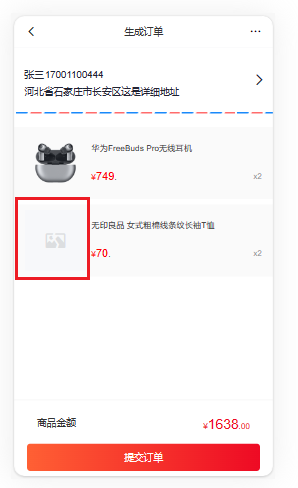 生成订单
张三 17001100444
河北省石家庄市长安区这是详细地址
华为FreeBuds Pro无线耳机
¥749. x2
无印良品 女式粗棉线条纹长袖T恤
¥70. x2
商品金额 ¥1638.00
提交订单